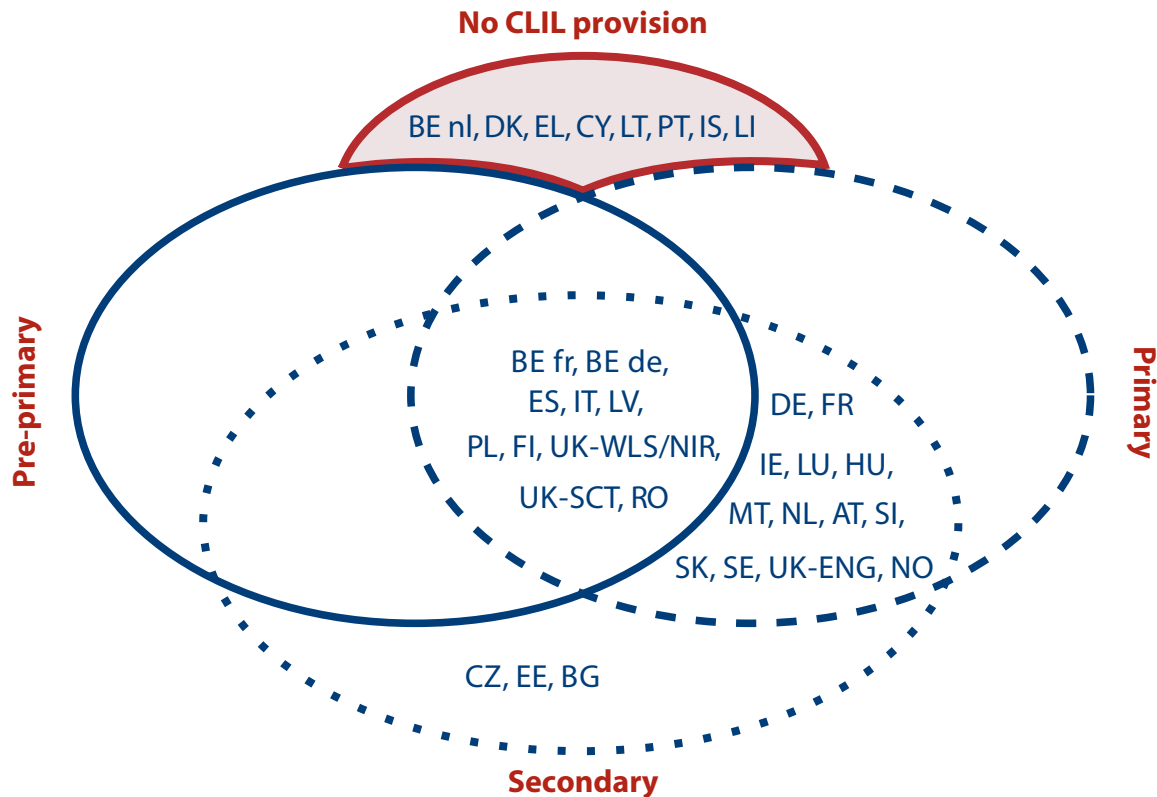 No CLIL provision
BE nl, DK, EL, CY, LT, PT, IS, LI
Pre-primary
BE fr, BE de,
ES, IT, LV,
PL, FI, UK-WLS/NIR,
UK-SCT, RO
DE, FR
IE, LU, HU,
MT, NL, AT, SI,
SK, SE, UK-ENG, NO
Primary
CZ, EE, BG
Secondary